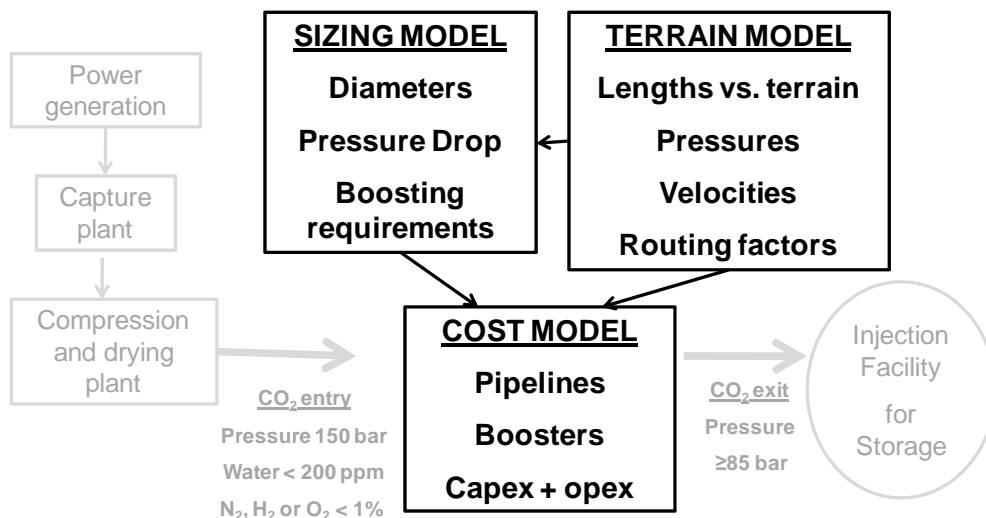 Power
generation
Capture
plant
Compression
and drying
plant
SIZING MODEL
Diameters
Pressure Drop
Boosting
requirements
TERRAIN MODEL
Lengths vs. terrain
Pressures
Velocities
Routing factors
CO₂ entry
Pressure 150 bar
Water < 200 ppm
N₂, H₂ or O₂ < 1%
COST MODEL
Pipelines
Boosters
Capex + opex
CO₂ exit
Pressure
≥85 bar
Injection
Facility
for
Storage